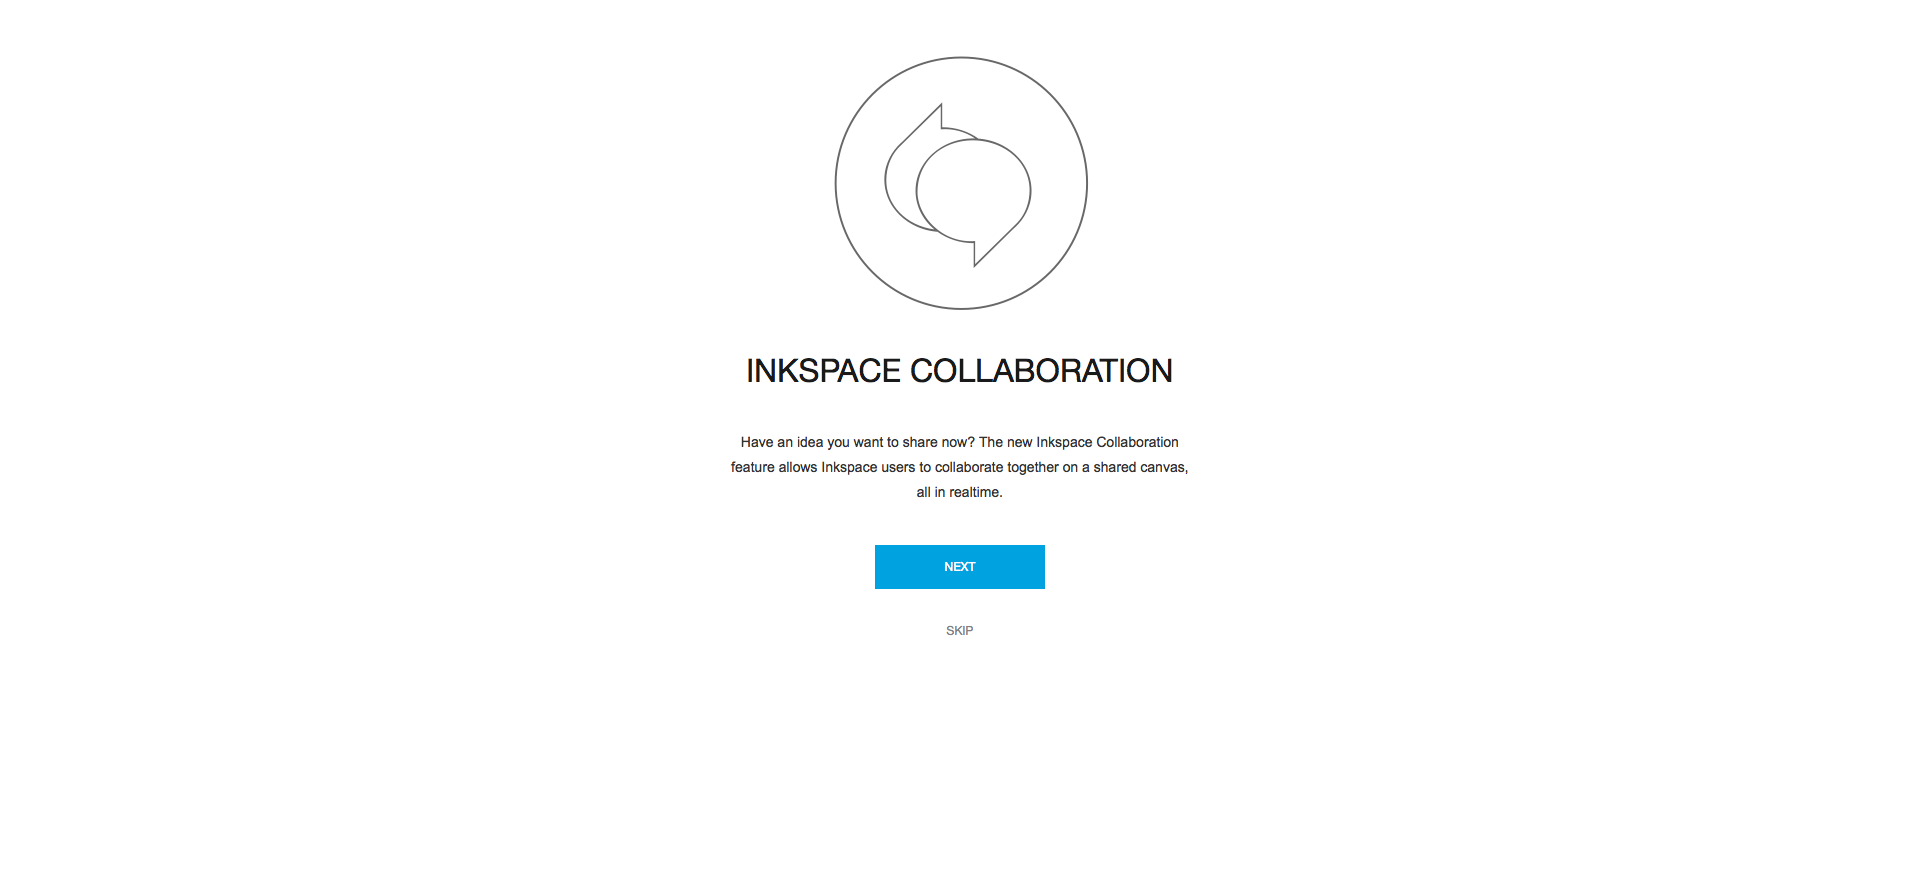 INKSPACE COLLABORATION
Have an idea you want to share now? The new Inkspace Collaboration
feature allows Inkspace users to collaborate together on a shared canvas,
all in realtime.
NEXT
SKIP